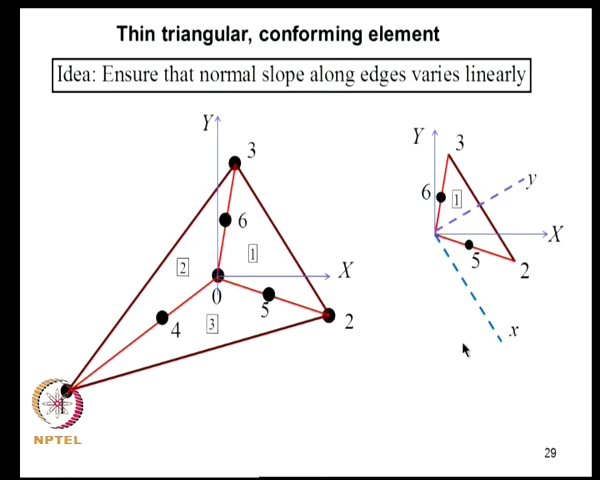 Thin triangular, conforming element
Idea: Ensure that normal slope along edges varies linearly
Y
3
6
1
2
X
0
5
4
3
2
Y
3
6
1
y
X
5
2
x
NPTEL
29